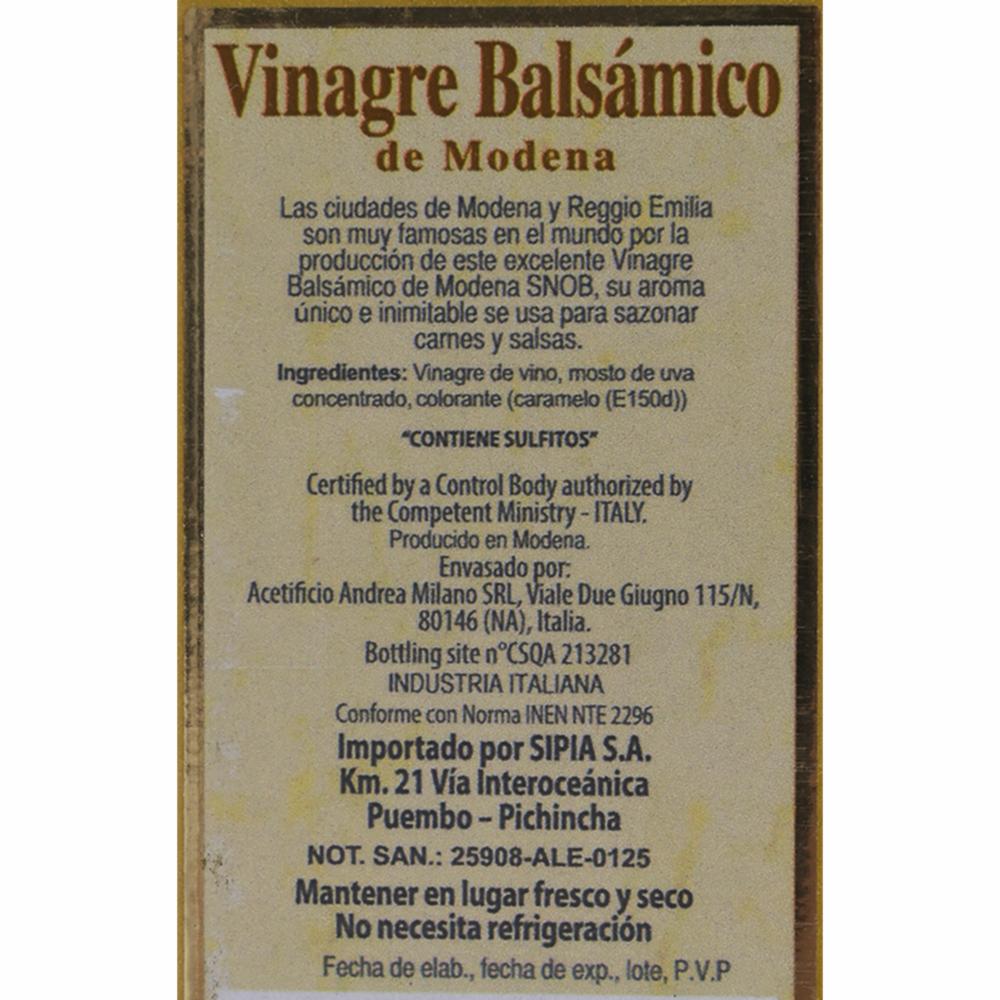 Vinagre Balsámico
de Modena
Las ciudades de Modena y Reggio Emilia
son muy famosas en el mundo por la
producción de este excelente Vinagre
Balsámico de Modena SNOB, su aroma
único e inimitable se usa para sazonar
carnes y salsas.
Ingredientes: Vinagre de vino, mosto de uva
concentrado, colorante (caramelo (E150d))
"CONTIENE SULFITOS"
Certified by a Control Body authorized by
the Competent Ministry - ITALY.
Producido en Modena.
Envasado por:
Acetificio Andrea Milano SRL, Viale Due Giugno 115/N,
80146 (NA), Italia.
Bottling site n°CSQA 213281
INDUSTRIA ITALIANA
Conforme con Norma INEN NTE 2296
Importado por SIPIA S.A.
Km. 21 Vía Interoceánica
Puembo - Pichincha
NOT. SAN.: 25908-ALE-0125
Mantener en lugar fresco y seco
No necesita refrigeración
Fecha de elab., fecha de exp., lote, P.V.P